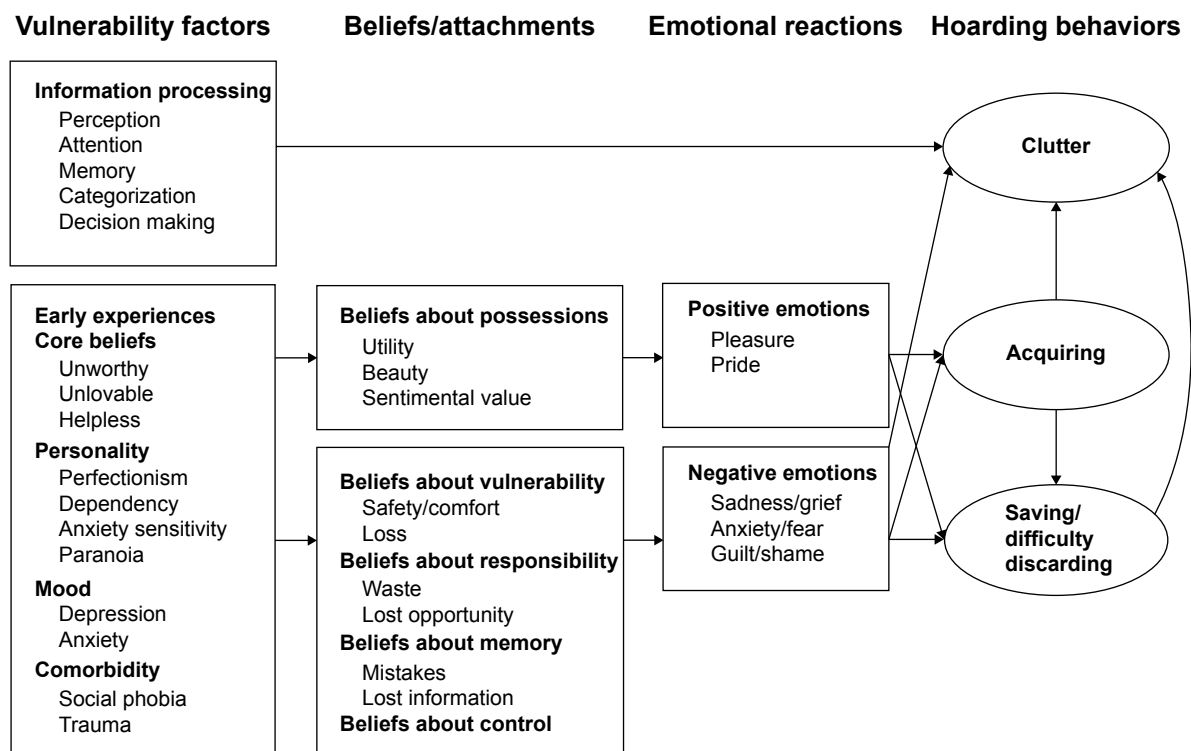 Vulnerability factors
Information processing
Perception
Attention
Memory
Categorization
Decision making
Early experiences
Core beliefs
Unworthy
Unlovable
Helpless
Personality
Perfectionism
Dependency
Anxiety sensitivity
Paranoia
Mood
Depression
Anxiety
Comorbidity
Social phobia
Trauma
Beliefs/attachments
Beliefs about possessions
Utility
Beauty
Sentimental value
Beliefs about vulnerability
Safety/comfort
Loss
Beliefs about responsibility
Waste
Lost opportunity
Beliefs about memory
Mistakes
Lost information
Beliefs about control
Emotional reactions
Positive emotions
Pleasure
Pride
Negative emotions
Sadness/grief
Anxiety/fear
Guilt/shame
Hoarding behaviors
Clutter
Acquiring
Saving/
difficulty
discarding